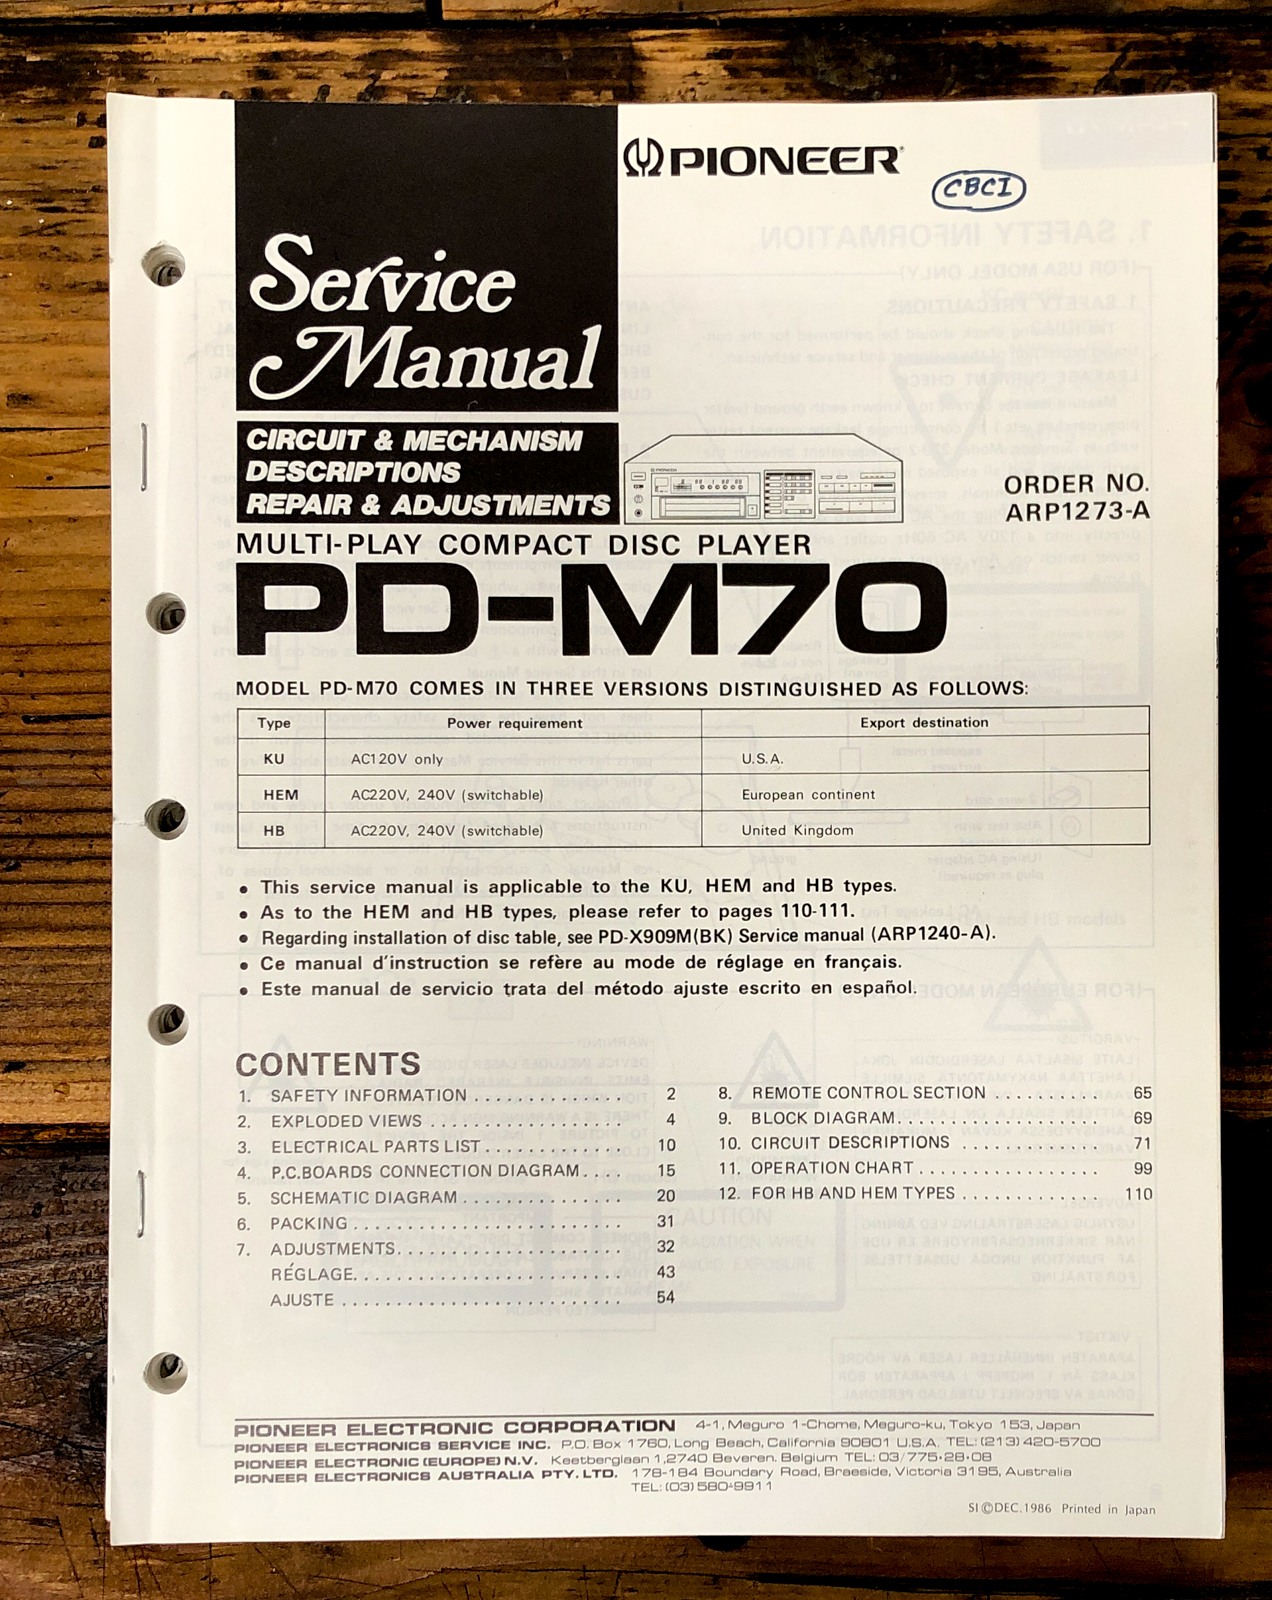 PIONEER
CBCI
Service
Manual
CIRCUIT & MECHANISM
DESCRIPTIONS
REPAIR & ADJUSTMENTS
ORDER NO.
ARP1273-A
MULTI-PLAY COMPACT DISC PLAYER
PD-M70
MODEL PD-M70 COMES IN THREE VERSIONS DISTINGUISHED AS FOLLOWS:
Type Power requirement Export destination
KU AC120V only U.S.A.
HEM AC220V, 240V (switchable) European continent
HB AC220V, 240V (switchable) United Kingdom
• This service manual is applicable to the KU, HEM and HB types.
• As to the HEM and HB types, please refer to pages 110-111.
• Regarding installation of disc table, see PD-X909M(BK) Service manual (ARP1240-A).
• Ce manual d'instruction se refère au mode de réglage en français.
• Este manual de servicio trata del método ajuste escrito en español.
CONTENTS
1. SAFETY INFORMATION . . . . . . . . . . . . . . 2
2. EXPLODED VIEWS . . . . . . . . . . . . . . . . . . 4
3. ELECTRICAL PARTS LIST . . . . . . . . . . . . . 10
4. P.C.BOARDS CONNECTION DIAGRAM . . . . 15
5. SCHEMATIC DIAGRAM . . . . . . . . . . . . . . . 20
6. PACKING . . . . . . . . . . . . . . . . . . . . . . . . . 31
7. ADJUSTMENTS . . . . . . . . . . . . . . . . . . . . . 32
RÉGLAGE . . . . . . . . . . . . . . . . . . . . . . . . . 43
AJUSTE . . . . . . . . . . . . . . . . . . . . . . . . . . 54
8. REMOTE CONTROL SECTION . . . . . . . . . . 65
9. BLOCK DIAGRAM . . . . . . . . . . . . . . . . . . . 69
10. CIRCUIT DESCRIPTIONS . . . . . . . . . . . . . 71
11. OPERATION CHART . . . . . . . . . . . . . . . . . 99
12. FOR HB AND HEM TYPES . . . . . . . . . . . . . 110
PIONEER ELECTRONIC CORPORATION 4-1, Meguro 1-Chome, Meguro-ku, Tokyo 153, Japan
PIONEER ELECTRONICS SERVICE INC. P.O. Box 1760, Long Beach, California 90801 U.S.A. TEL: (213) 420-5700
PIONEER ELECTRONIC (EUROPE) N.V. Keetberglaan 1, 2740 Beveren. Belgium TEL: 03/775·28·08
PIONEER ELECTRONICS AUSTRALIA PTY. LTD. 178-184 Boundary Road, Braeside, Victoria 3195, Australia
TEL: (03) 580-9911
SI ©DEC. 1986 Printed in Japan